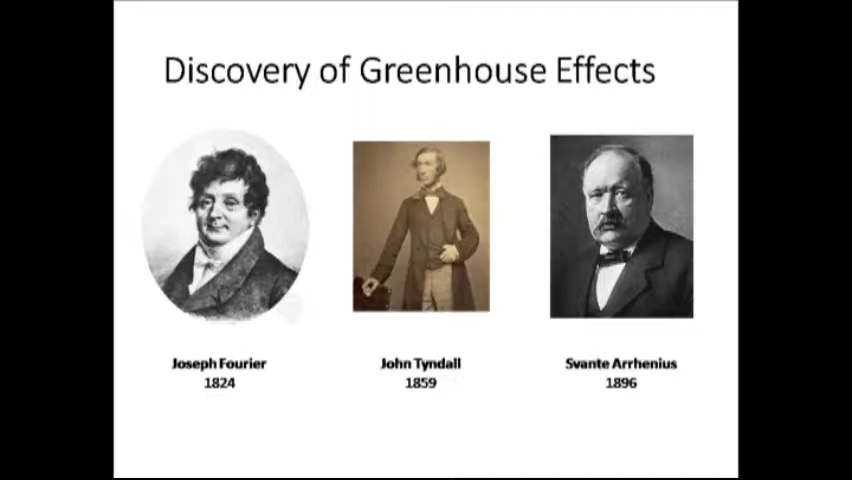 Discovery of Greenhouse Effects
Joseph Fourier
1824
John Tyndall
1859
Svante Arrhenius
1896